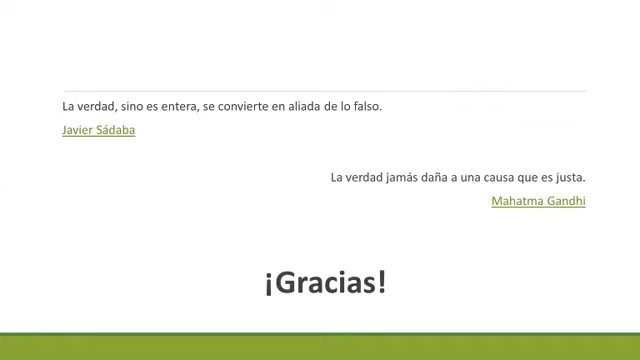 La verdad, sino es entera, se convierte en aliada de lo falso.
Javier Sádaba
La verdad jamás daña a una causa que es justa.
Mahatma Gandhi
¡Gracias!